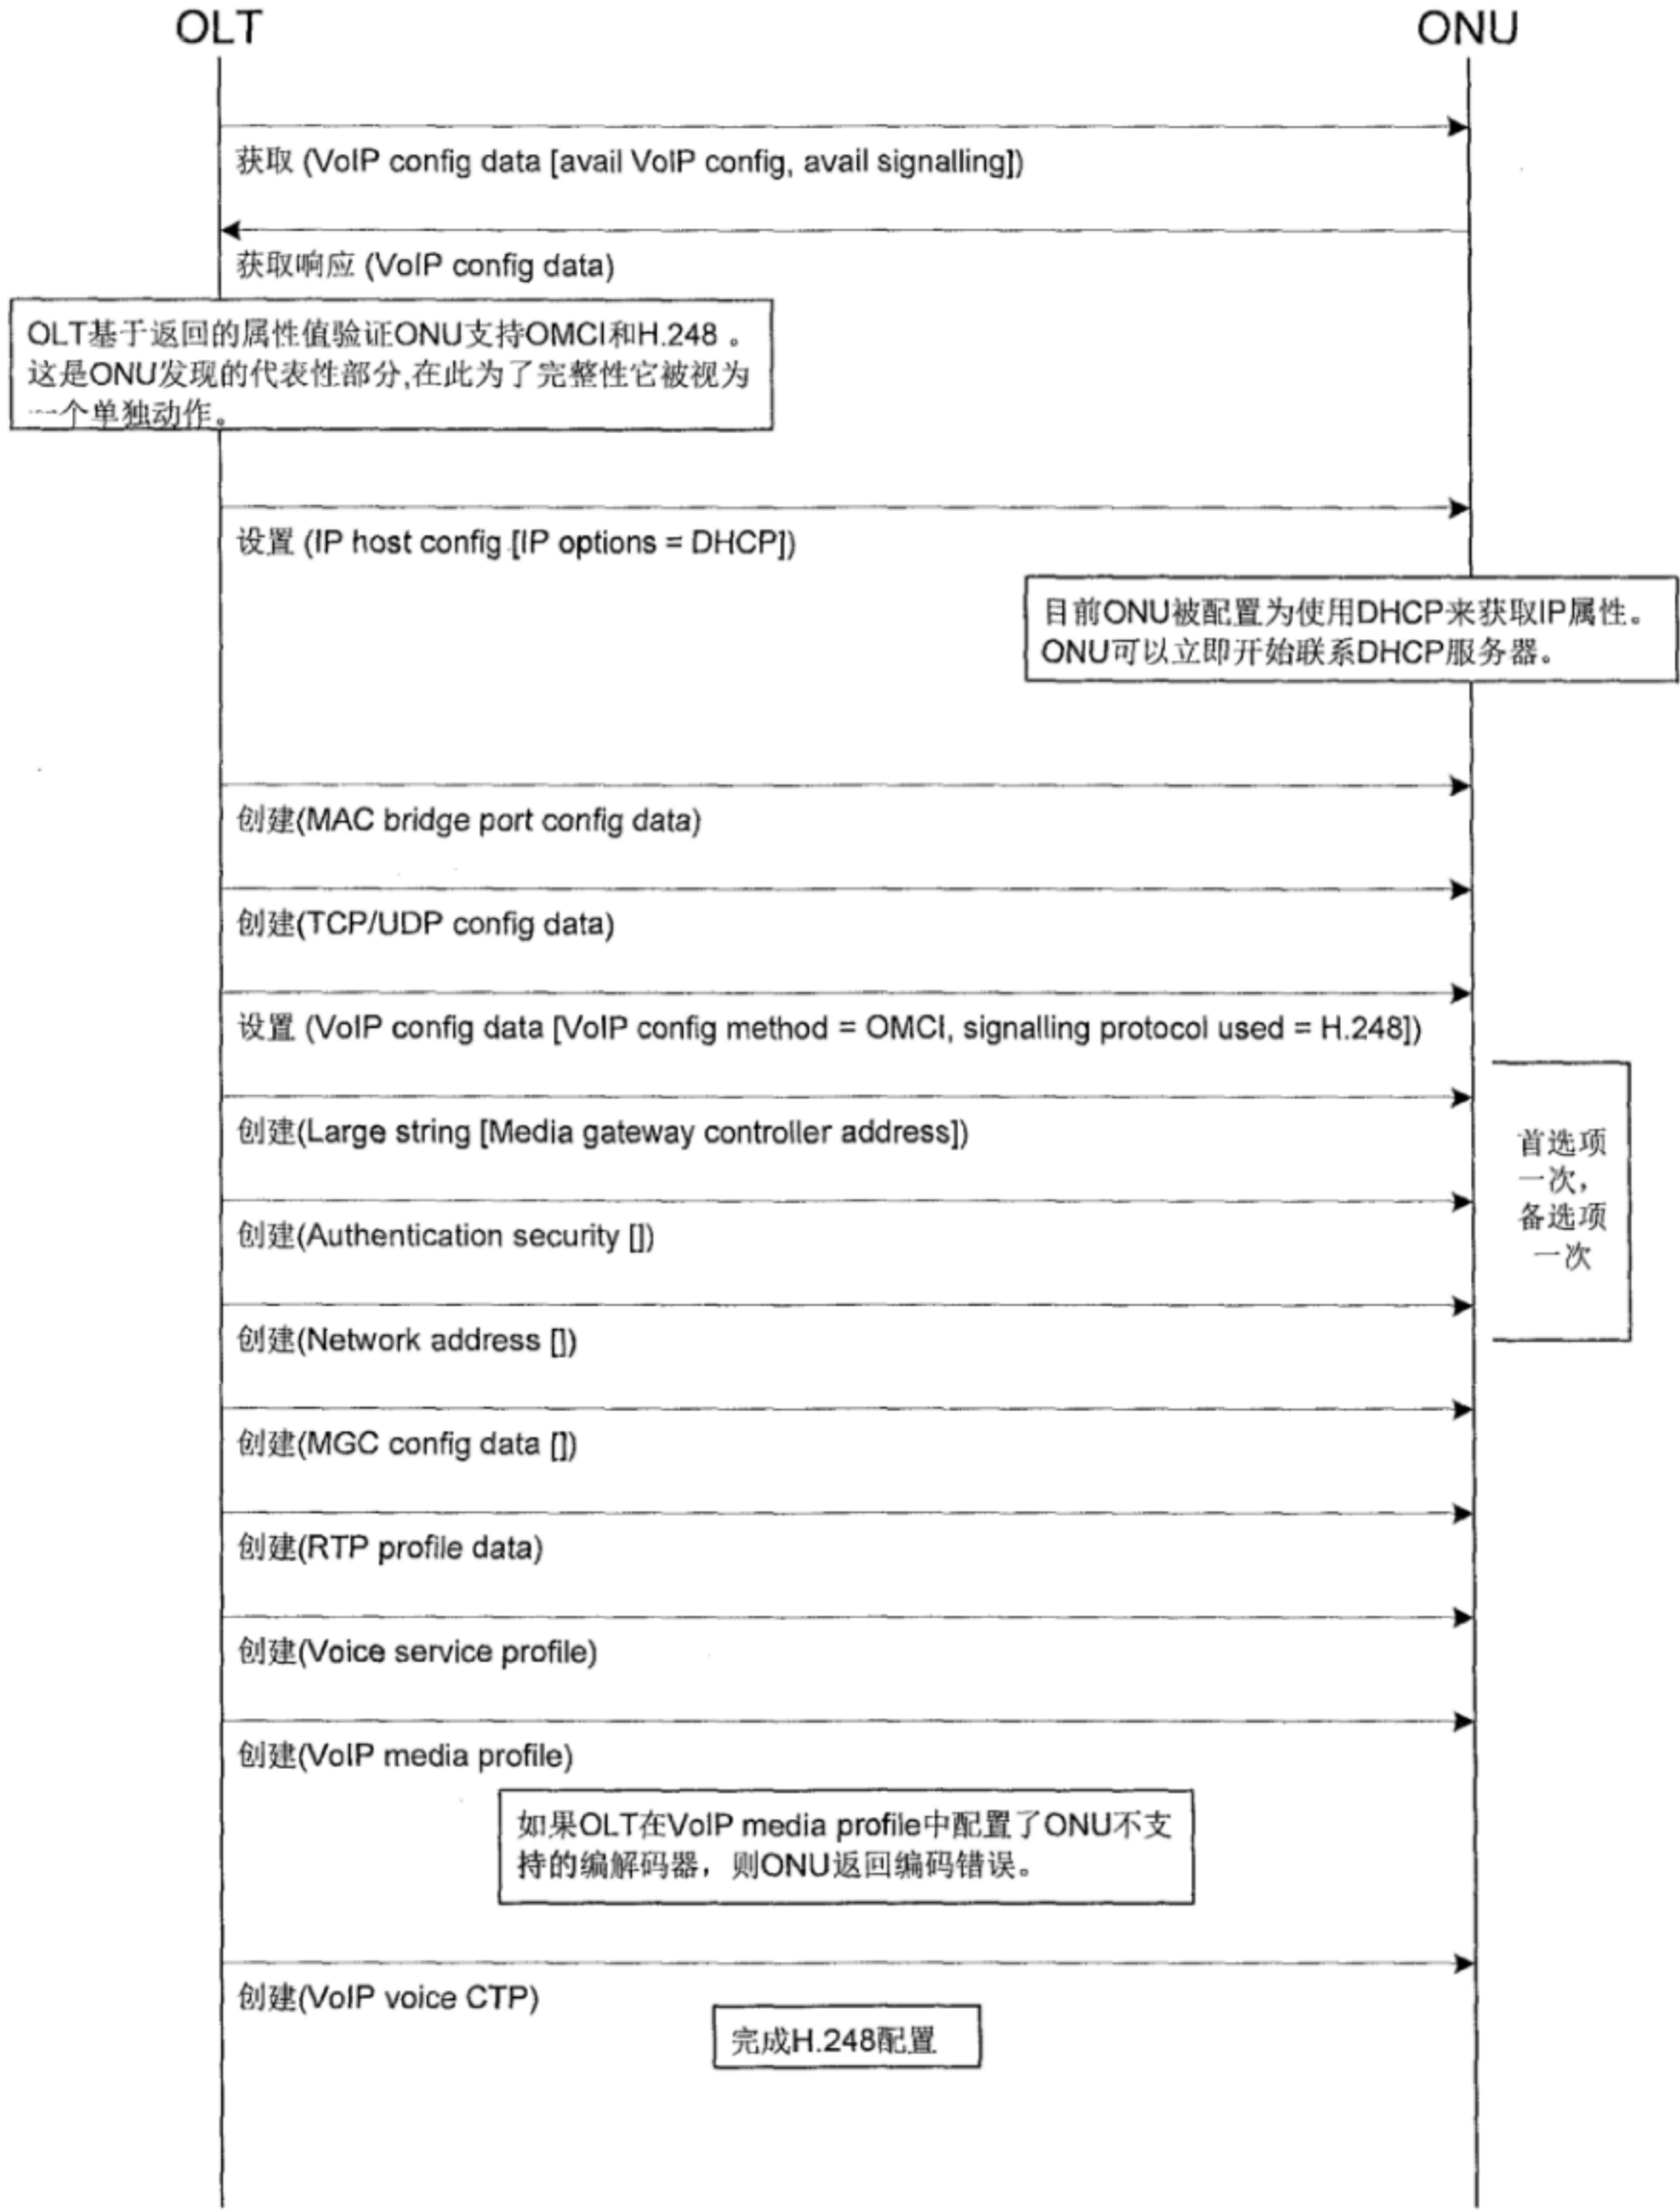 OLT
ONU
获取 (VoIP config data [avail VoIP config, avail signalling])
获取响应 (VoIP config data)
OLT基于返回的属性值验证ONU支持OMCI和H.248 。
这是ONU发现的代表性部分,在此为了完整性它被视为
一个单独动作。
设置 (IP host config [IP options = DHCP])
目前ONU被配置为使用DHCP来获取IP属性。
ONU可以立即开始联系DHCP服务器。
创建(MAC bridge port config data)
创建(TCP/UDP config data)
设置 (VoIP config data [VoIP config method = OMCI, signalling protocol used = H.248])
创建(Large string [Media gateway controller address])
创建(Authentication security [])
创建(Network address [])
首选项
一次，
备选项
一次
创建(MGC config data [])
创建(RTP profile data)
创建(Voice service profile)
创建(VoIP media profile)
如果OLT在VoIP media profile中配置了ONU不支
持的编解码器，则ONU返回编码错误。
创建(VoIP voice CTP)
完成H.248配置